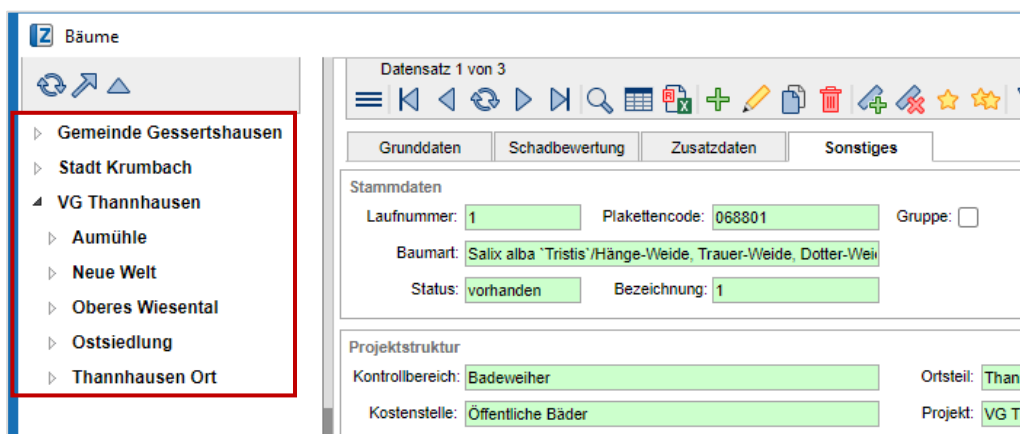 Z Bäume
Gemeinde Gessertshausen
Stadt Krumbach
VG Thannhausen
Aumühle
Neue Welt
Oberes Wiesental
Ostsiedlung
Thannhausen Ort
Datensatz 1 von 3
Grunddaten Schadbewertung Zusatzdaten Sonstiges
Stammdaten
Laufnummer: 1 Plakettencode: 068801 Gruppe:
Baumart: Salix alba `Tristis`/Hänge-Weide, Trauer-Weide, Dotter-Wei
Status: vorhanden Bezeichnung: 1
Projektstruktur
Kontrollbereich: Badeweiher Ortsteil: Than
Kostenstelle: Öffentliche Bäder Projekt: VG T